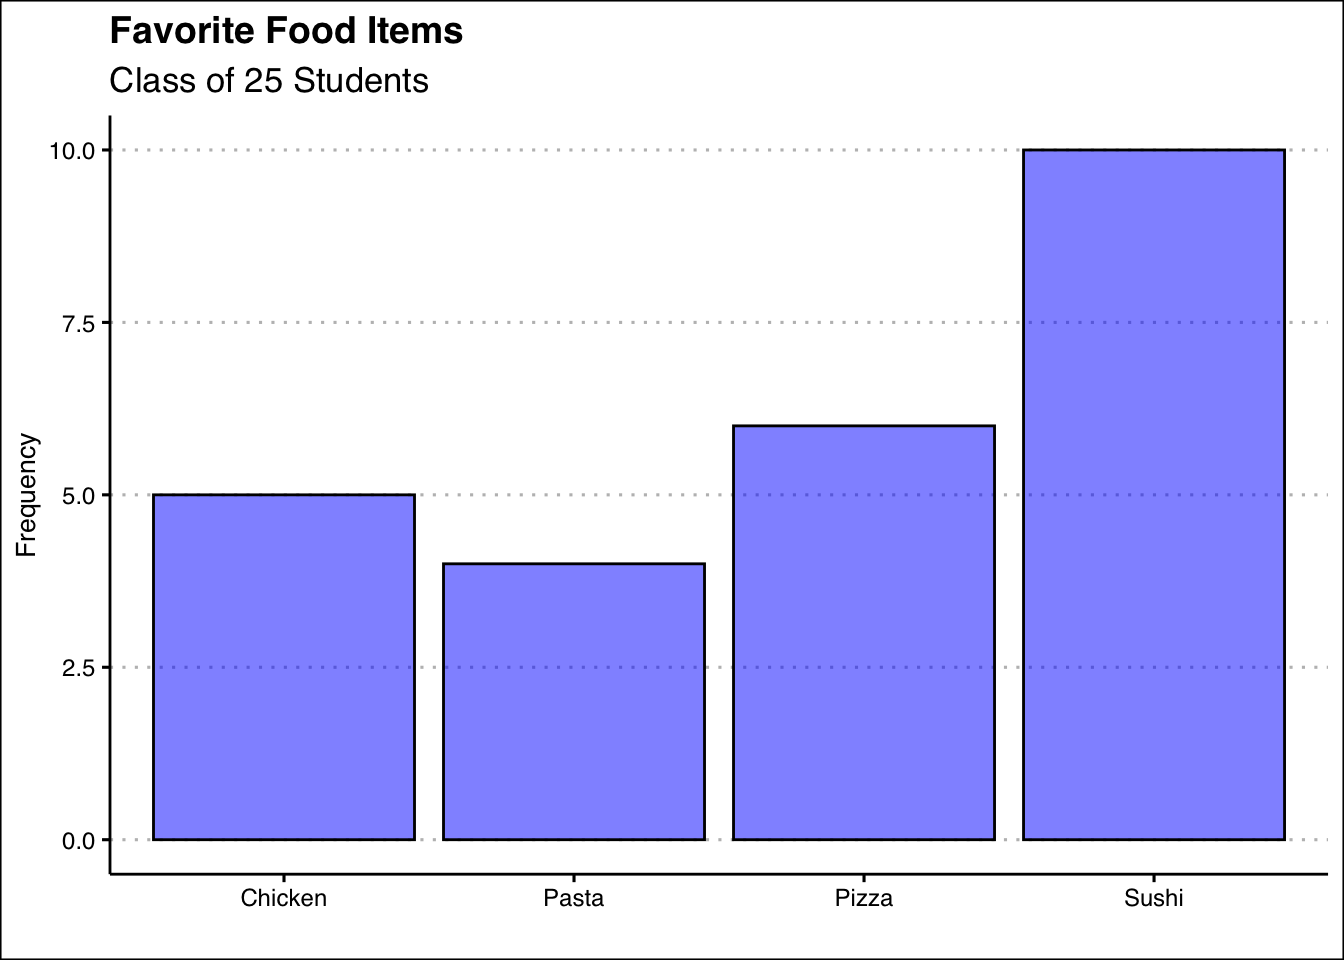 Favorite Food Items
Class of 25 Students
10.0
7.5
5.0
2.5
0.0
Frequency
Chicken Pasta Pizza Sushi